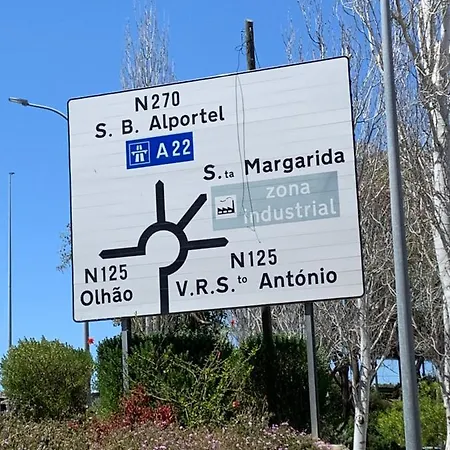 N270
S. B. Alportel
A22
S.ta Margarida
zona
industrial
N125
Olhão
N125
V.R.S.to António